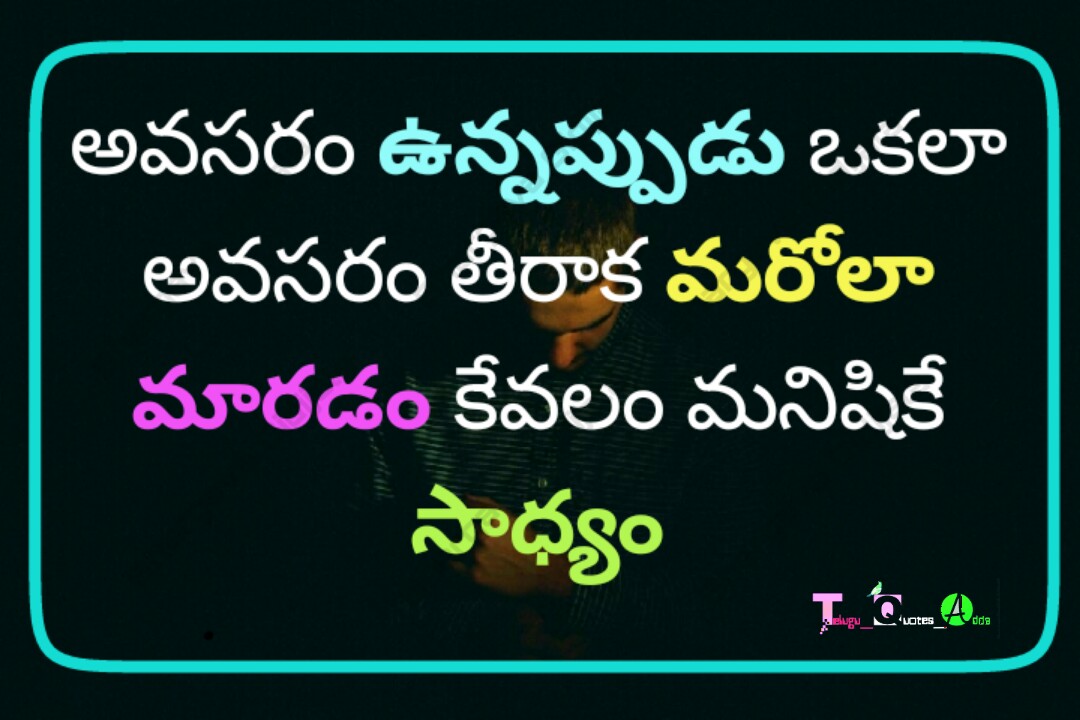 అవసరం ఉన్నప్పుడు ఒకలా
అవసరం తీరాక మరోలా
మారడం కేవలం మనిషికే
సాధ్యం
Telugu_Quotes_Adda